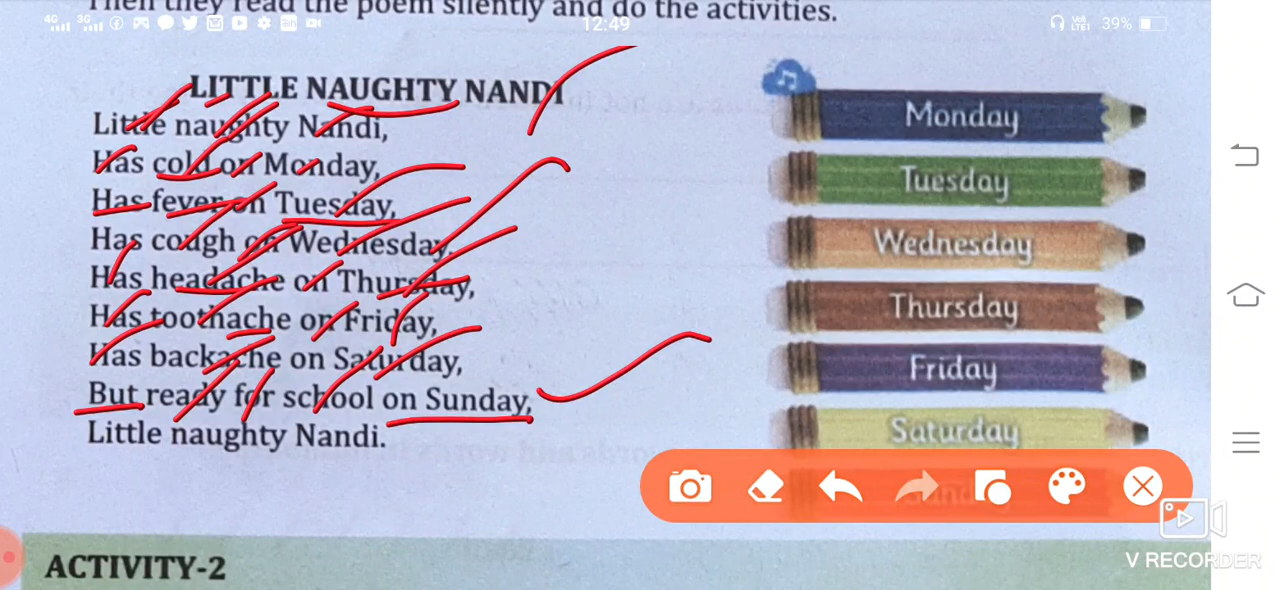 Then they read the poem silently and do the activities.
4G 3G 12:49 39%
LITTLE NAUGHTY NANDI
Little naughty Nandi,
Has cold on Monday,
Has fever on Tuesday,
Has cough on Wednesday,
Has headache on Thursday,
Has toothache on Friday,
Has backache on Saturday,
But ready for school on Sunday,
Little naughty Nandi.
Monday
Tuesday
Wednesday
Thursday
Friday
Saturday
V RECORDER
ACTIVITY-2